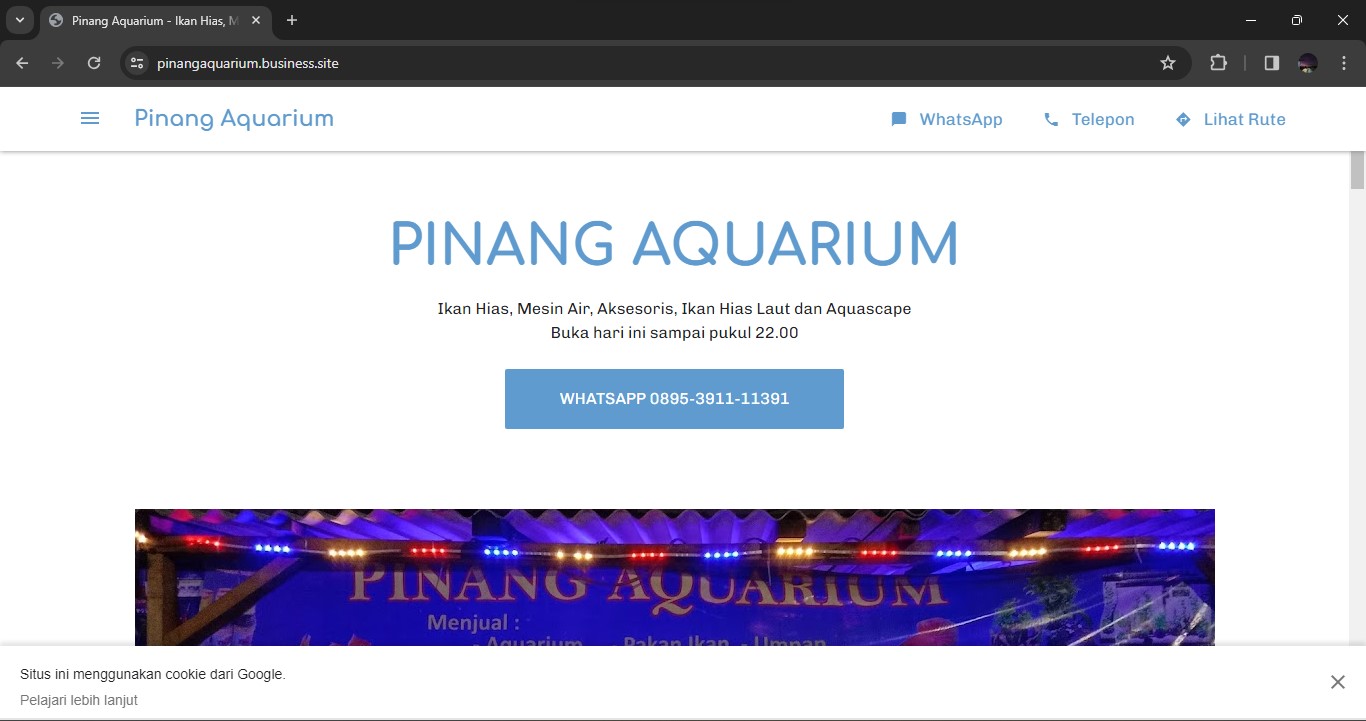 Pinang Aquarium - Ikan Hias, M
pinangaquarium.business.site
Pinang Aquarium
WhatsApp
Telepon
Lihat Rute
PINANG AQUARIUM
Ikan Hias, Mesin Air, Aksesoris, Ikan Hias Laut dan Aquascape
Buka hari ini sampai pukul 22.00
WHATSAPP 0895-3911-11391
PINANG AQUARIUM
Menjual :
- Aquarium - Pakan Ikan - Umpan
Situs ini menggunakan cookie dari Google.
Pelajari lebih lanjut